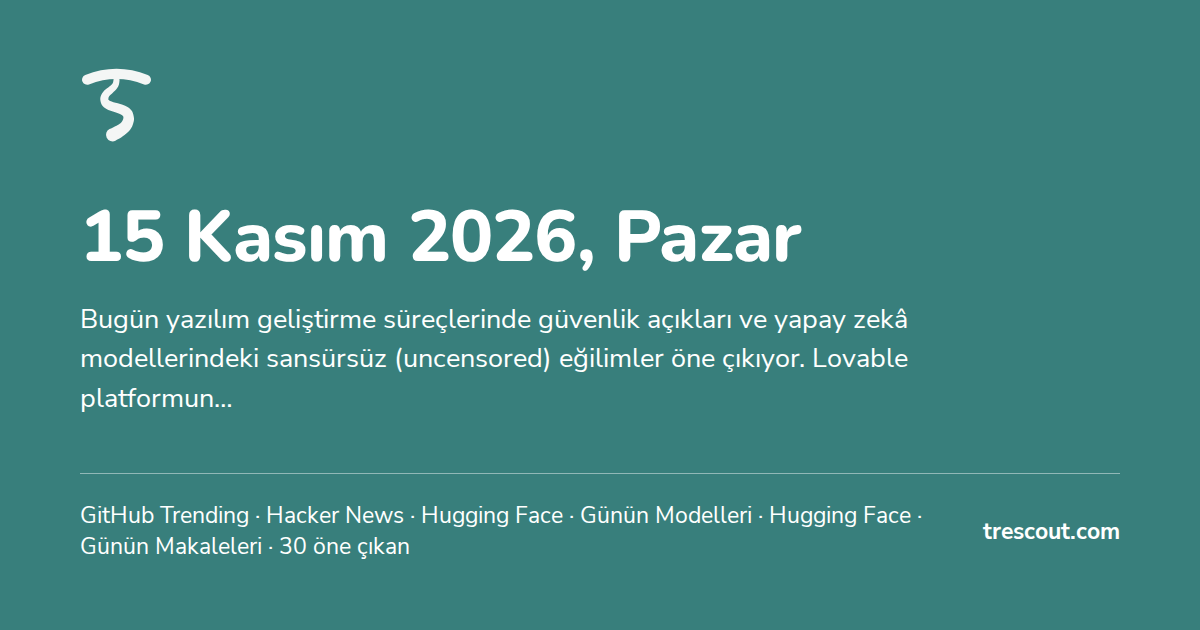 15 Kasım 2026, Pazar
Bugün yazılım geliştirme süreçlerinde güvenlik açıkları ve yapay zekâ
modellerindeki sansürsüz (uncensored) eğilimler öne çıkıyor. Lovable
platformun...
GitHub Trending · Hacker News · Hugging Face · Günün Modelleri · Hugging Face ·
Günün Makaleleri · 30 öne çıkan
trescout.com